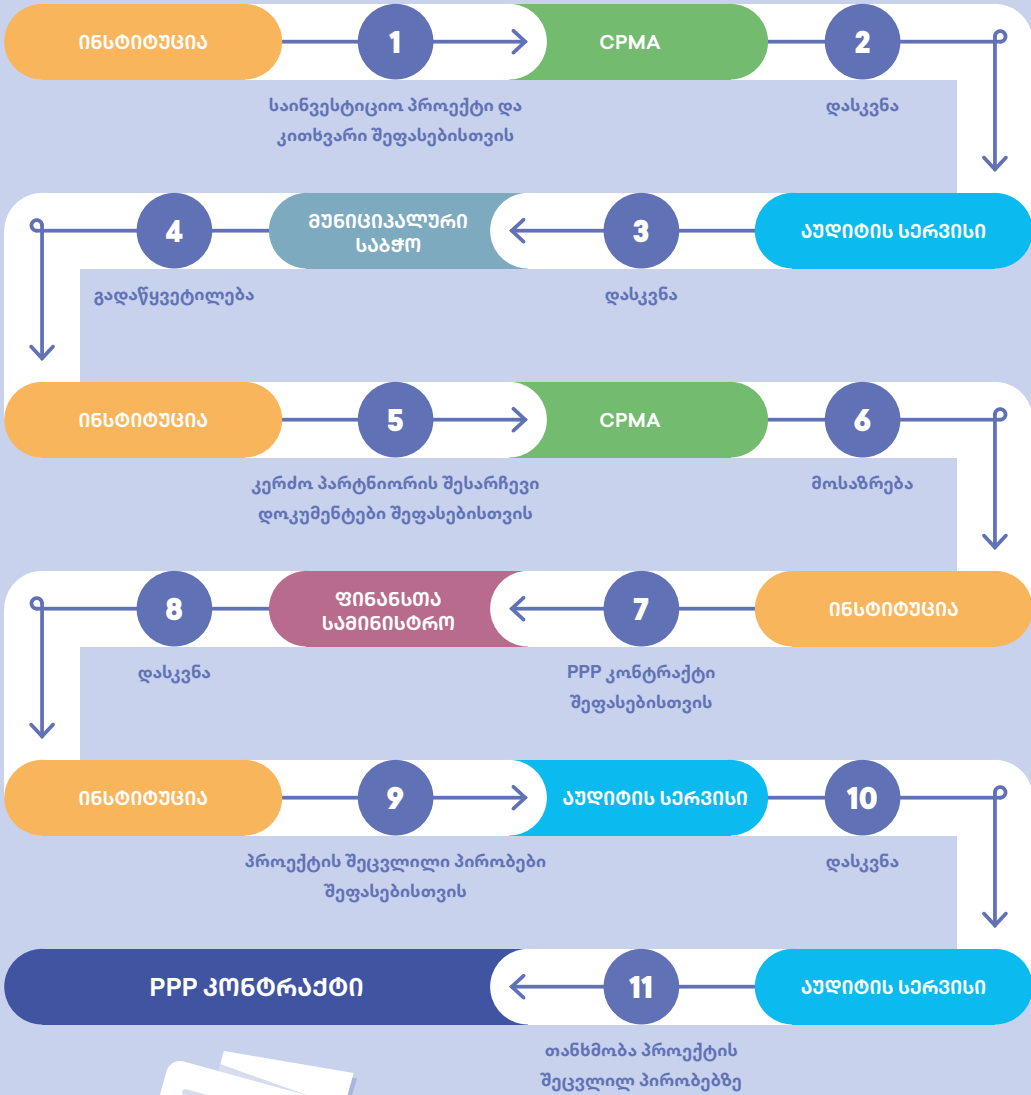 ინსტიტუცია
1
CPMA
2
საინვესტიციო პროექტი და
კითხვარი შეფასებისთვის
დასკვნა
4
მუნიციპალური
საბჭო
3
აუდიტის სერვისი
გადაწყვეტილება
დასკვნა
ინსტიტუცია
5
CPMA
6
კერძო პარტნიორის შესარჩევი
დოკუმენტები შეფასებისთვის
მოსაზრება
8
ფინანსთა
სამინისტრო
7
ინსტიტუცია
დასკვნა
PPP კონტრაქტი
შეფასებისთვის
ინსტიტუცია
9
აუდიტის სერვისი
10
პროექტის შეცვლილი პირობები
შეფასებისთვის
დასკვნა
PPP კონტრაქტი
11
აუდიტის სერვისი
თანხმობა პროექტის
შეცვლილ პირობებზე